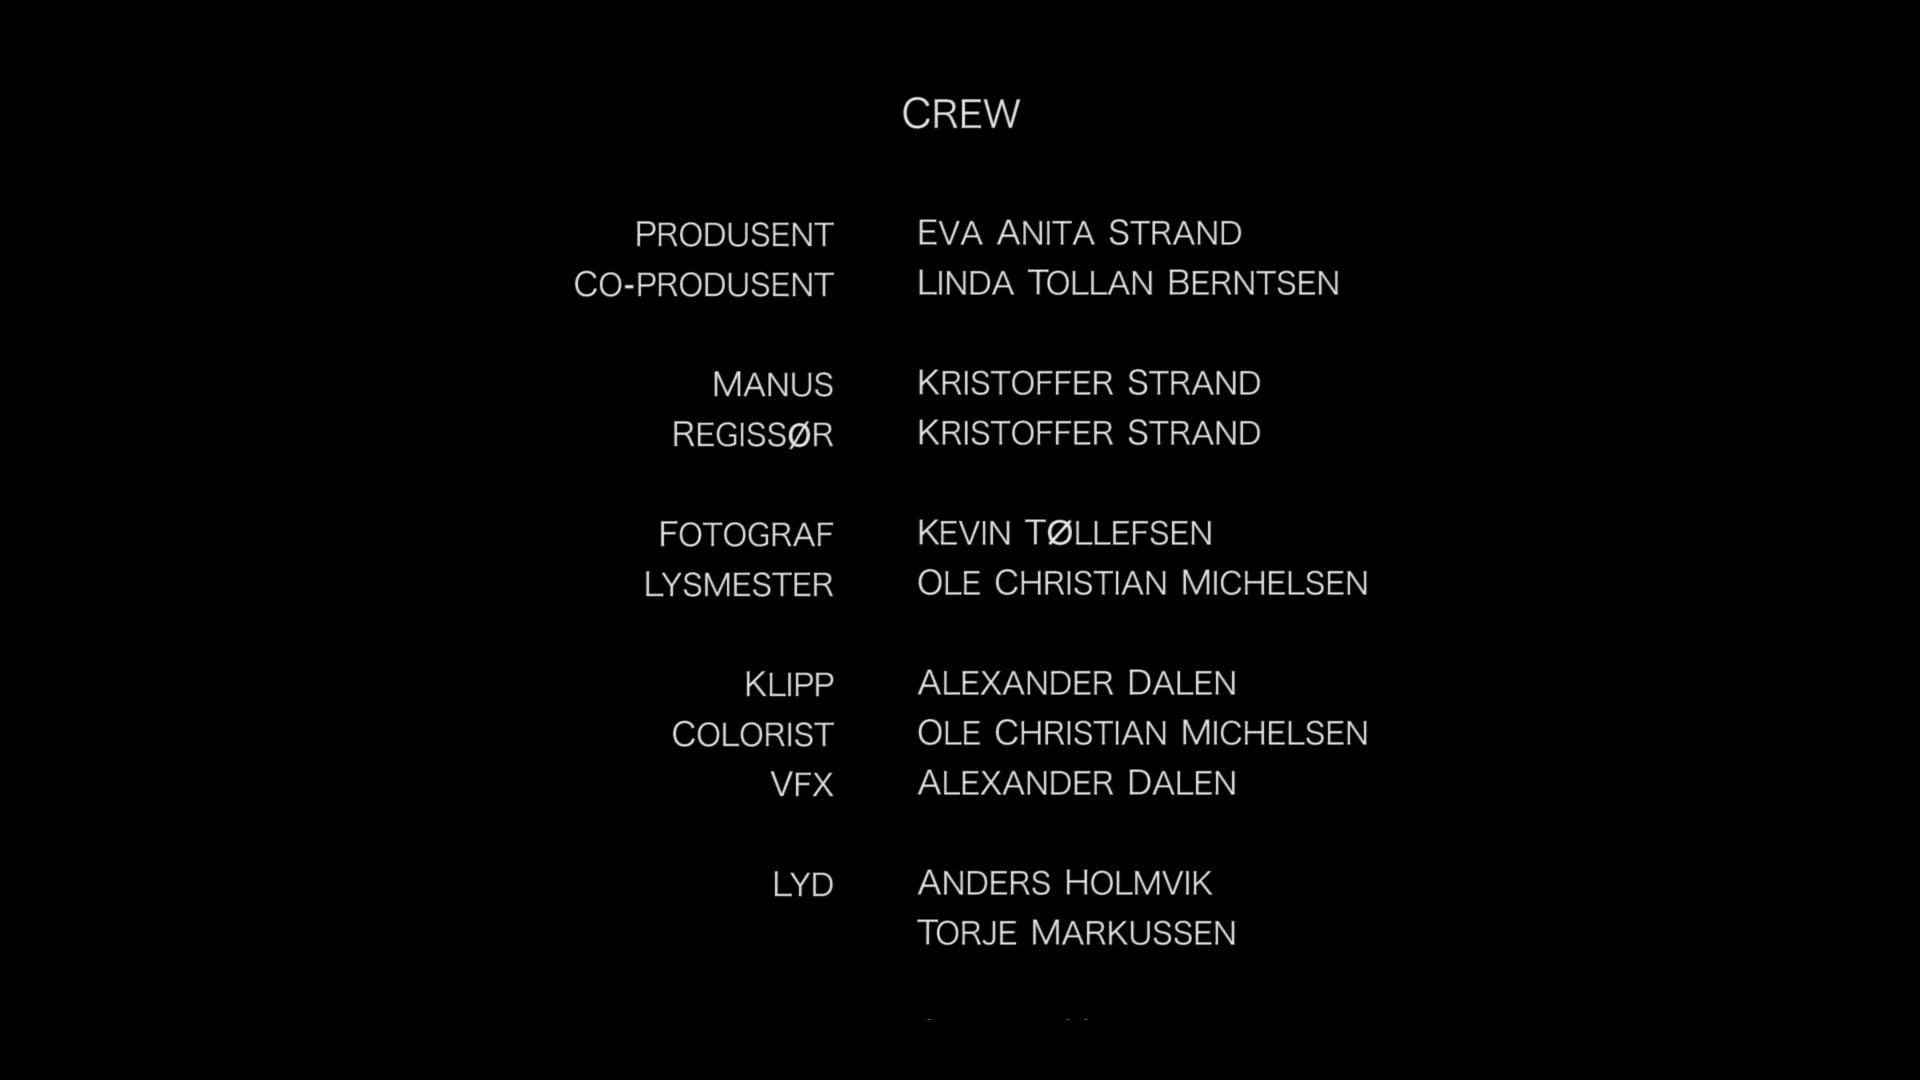 CREW
PRODUSENT EVA ANITA STRAND
CO-PRODUSENT LINDA TOLLAN BERNTSEN
MANUS KRISTOFFER STRAND
REGISSØR KRISTOFFER STRAND
FOTOGRAF KEVIN TØLLEFSEN
LYSMESTER OLE CHRISTIAN MICHELSEN
KLIPP ALEXANDER DALEN
COLORIST OLE CHRISTIAN MICHELSEN
VFX ALEXANDER DALEN
LYD ANDERS HOLMVIK
TORJE MARKUSSEN